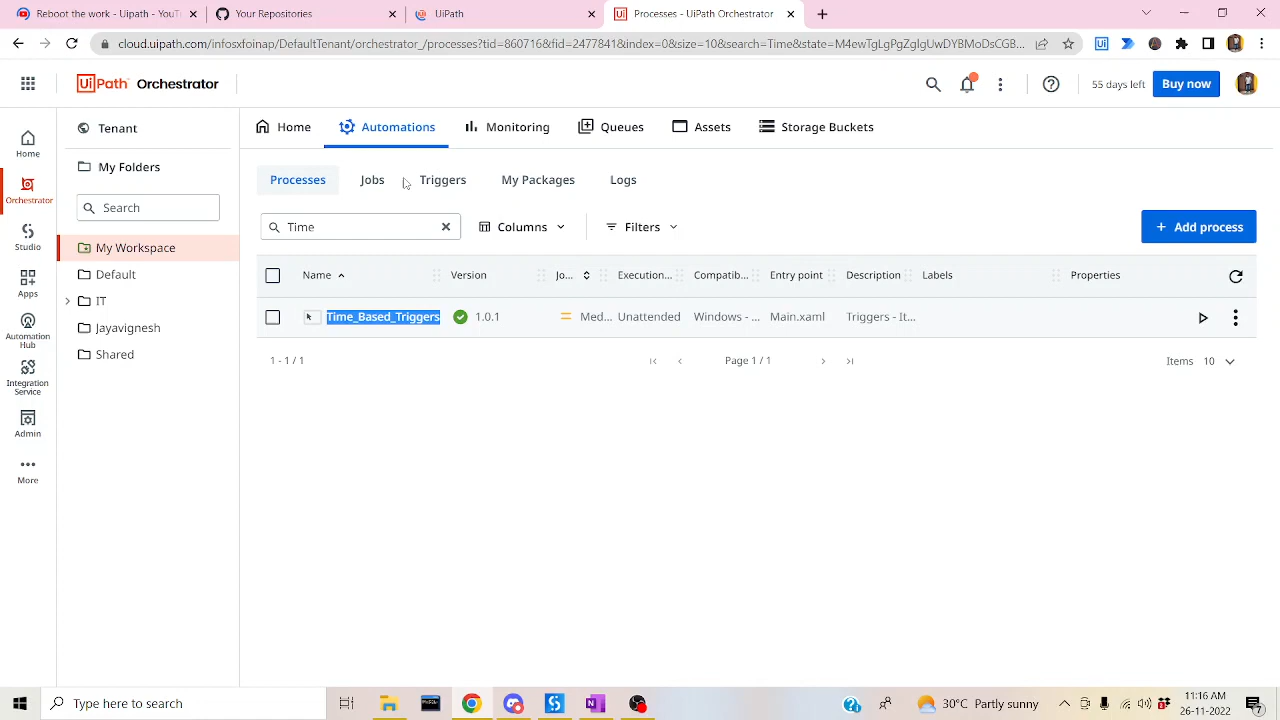 Reboot the work - Uipath - YouT
Your Repositories
UiPath
Processes - UiPath Orchestrator
cloud.uipath.com/infosxfoinap/DefaultTenant/orchestrator_/processes?tid=86071​6&fid=2477841&index=0&size=10&search=Time&state=M4ewTgLgPgZglgUwDYBMoDsCGB...
UiPath Orchestrator
55 days left
Buy now
Home
Orchestrator
Studio
Apps
Automation
Hub
Integration
Service
Admin
More
Tenant
My Folders
Search
My Workspace
Default
IT
Jayavignesh
Shared
Home
Automations
Monitoring
Queues
Assets
Storage Buckets
Processes
Jobs
Triggers
My Packages
Logs
Time
Columns
Filters
+ Add process
Name
Version
Jo...
Execution...
Compatib...
Entry point
Description
Labels
Properties
Time_Based_Triggers
1.0.1
Med...
Unattended
Windows - ...
Main.xaml
Triggers - It...
1 - 1 / 1
Page 1 / 1
Items 10
Type here to search
30°C Partly sunny
11:16 AM
26-11-2022
7